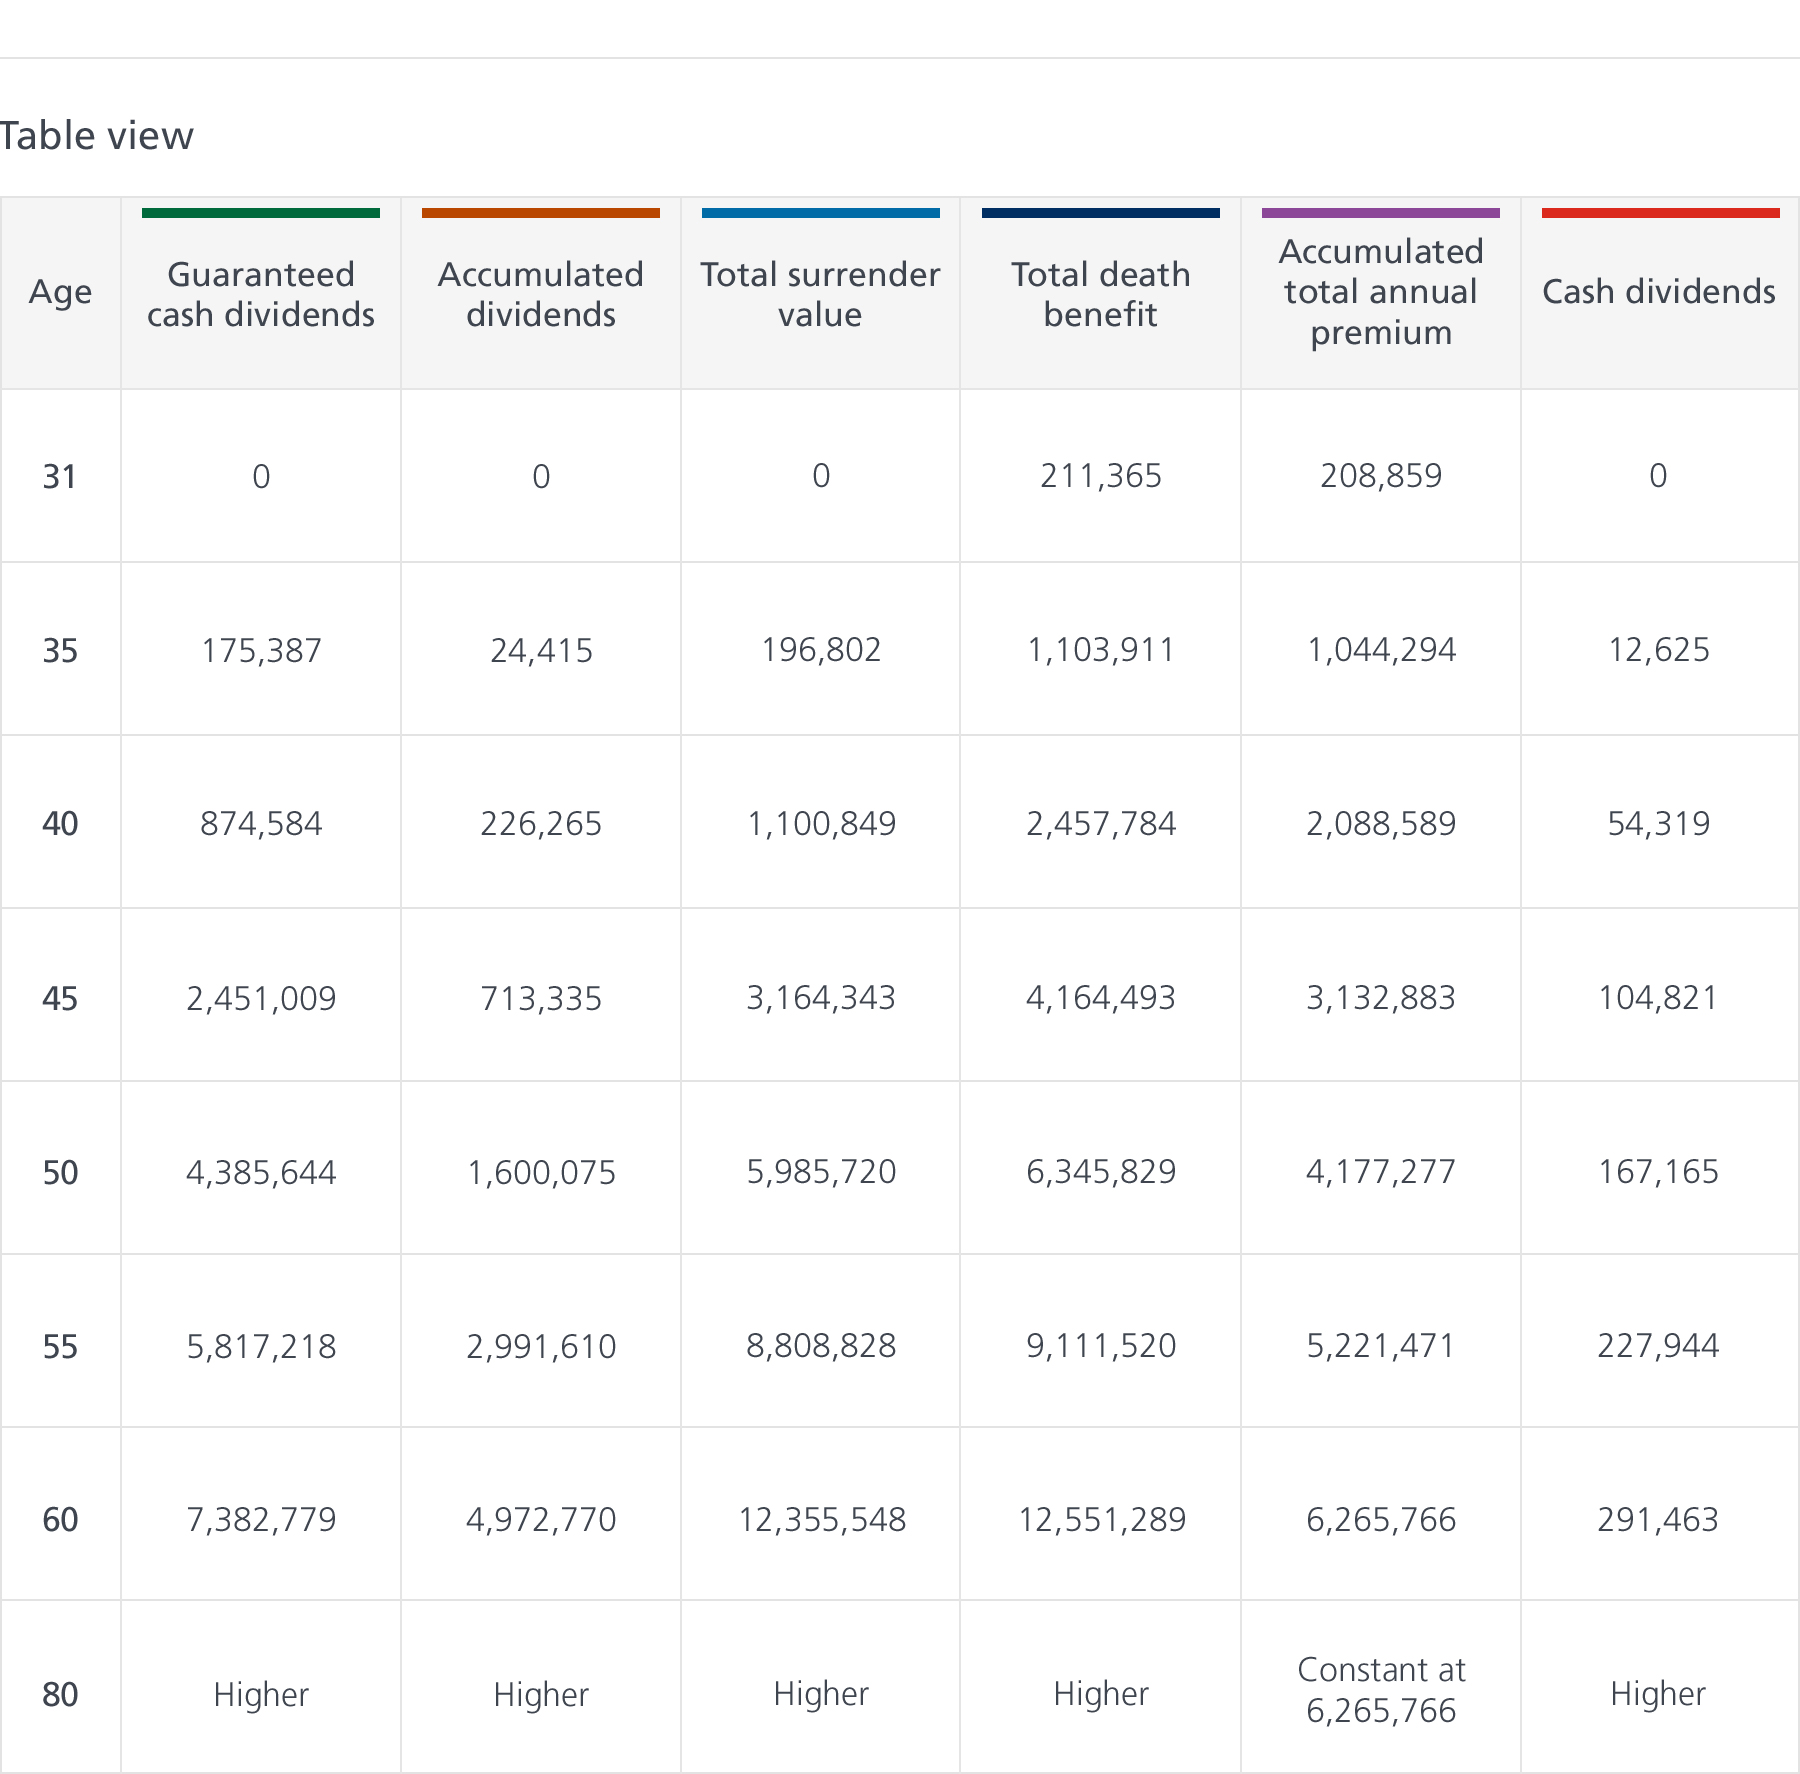 Table view
Age
Guaranteed
cash dividends
Accumulated
dividends
Total surrender
value
Total death
benefit
Accumulated
total annual
premium
Cash dividends
31 0 0 0 211,365 208,859 0
35 175,387 24,415 196,802 1,103,911 1,044,294 12,625
40 874,584 226,265 1,100,849 2,457,784 2,088,589 54,319
45 2,451,009 713,335 3,164,343 4,164,493 3,132,883 104,821
50 4,385,644 1,600,075 5,985,720 6,345,829 4,177,277 167,165
55 5,817,218 2,991,610 8,808,828 9,111,520 5,221,471 227,944
60 7,382,779 4,972,770 12,355,548 12,551,289 6,265,766 291,463
80 Higher Higher Higher Higher
Constant at
6,265,766
Higher